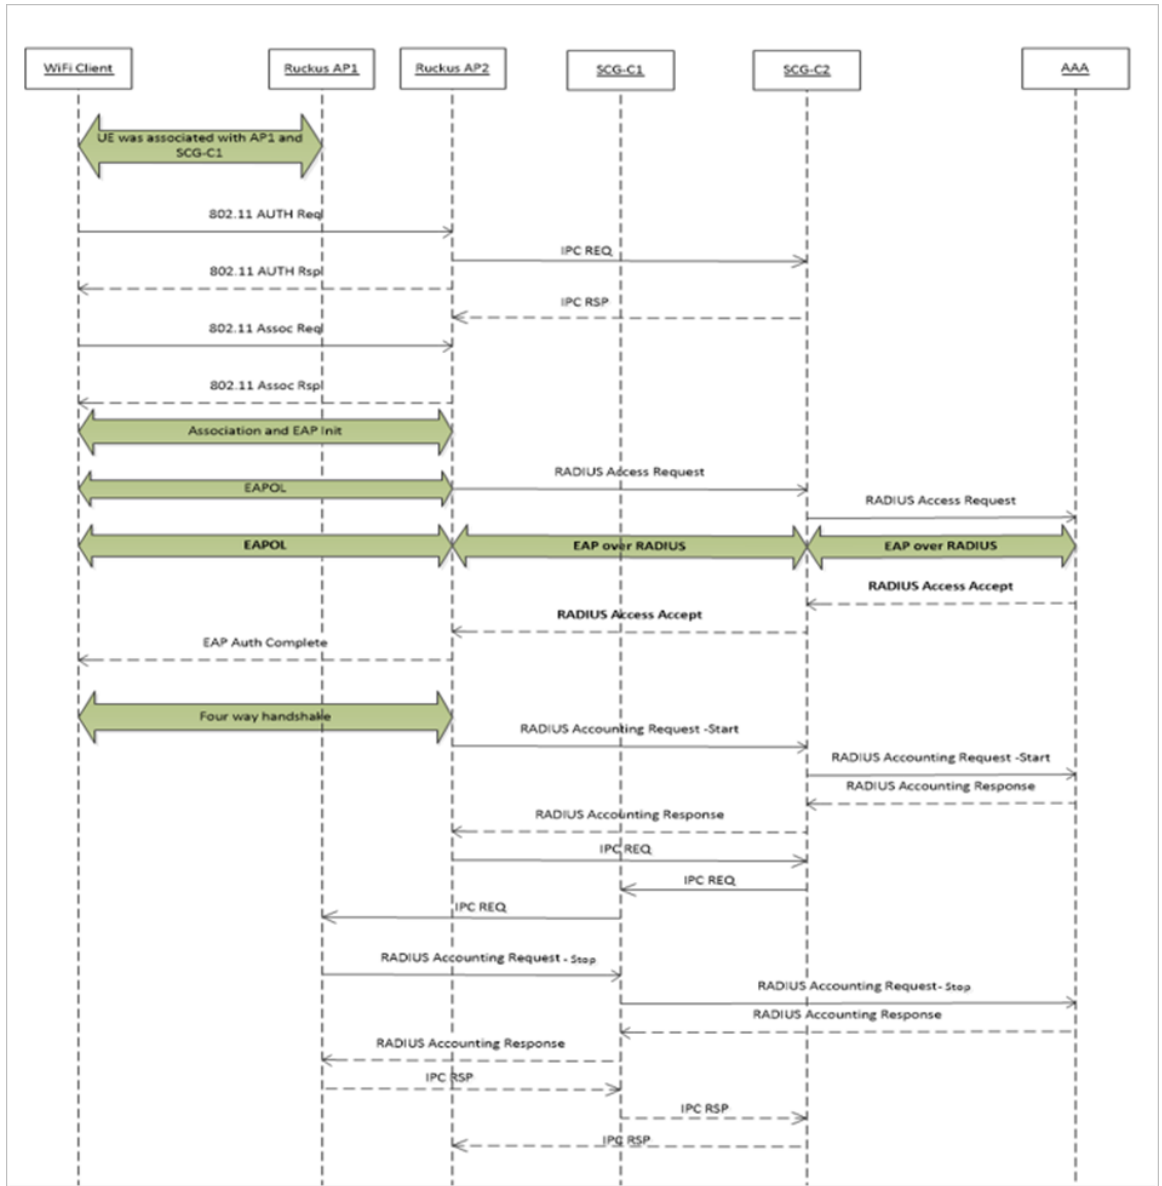 WiFi Client
Ruckus AP1
Ruckus AP2
SCG-C1
SCG-C2
AAA
UE was associated with AP1 and
SCG-C1
802.11 AUTH Req
IPC REQ
802.11 AUTH Rsp
IPC RSP
802.11 Assoc Req
802.11 Assoc Rsp
Association and EAP Init
RADIUS Access Request
EAPOL
RADIUS Access Request
EAPOL
EAP over RADIUS
EAP over RADIUS
RADIUS Access Accept
RADIUS Access Accept
EAP Auth Complete
Four way handshake
RADIUS Accounting Request -Start
RADIUS Accounting Request -Start
RADIUS Accounting Response
RADIUS Accounting Response
IPC REQ
IPC REQ
IPC REQ
RADIUS Accounting Request - Stop
RADIUS Accounting Request- Stop
RADIUS Accounting Response
RADIUS Accounting Response
IPC RSP
IPC RSP
IPC RSP